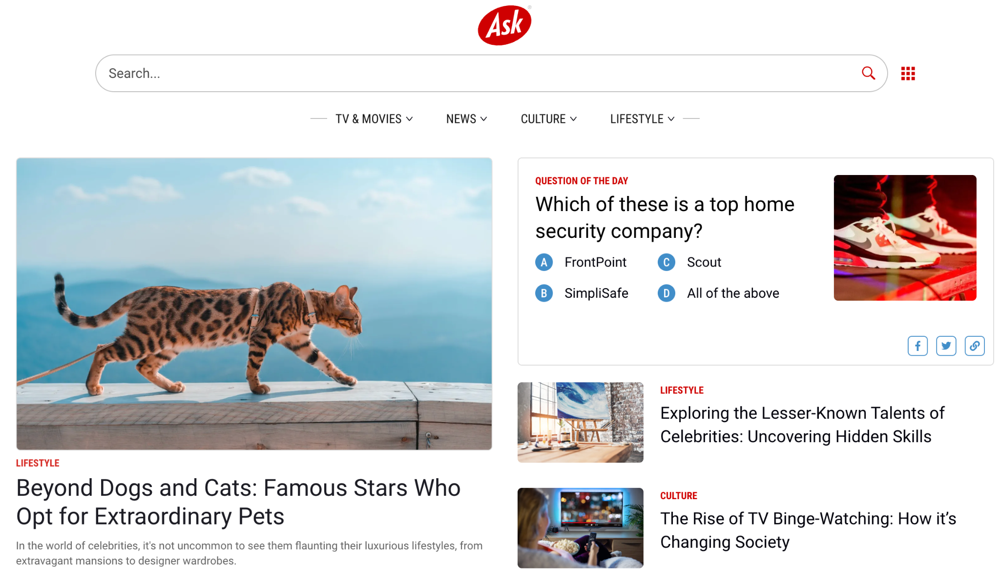 Ask
®
Search...
TV & MOVIES
NEWS
CULTURE
LIFESTYLE
LIFESTYLE
Beyond Dogs and Cats: Famous Stars Who
Opt for Extraordinary Pets
In the world of celebrities, it's not uncommon to see them flaunting their luxurious lifestyles, from
extravagant mansions to designer wardrobes.
QUESTION OF THE DAY
Which of these is a top home
security company?
A FrontPoint
B SimpliSafe
C Scout
D All of the above
LIFESTYLE
Exploring the Lesser-Known Talents of
Celebrities: Uncovering Hidden Skills
CULTURE
The Rise of TV Binge-Watching: How it’s
Changing Society